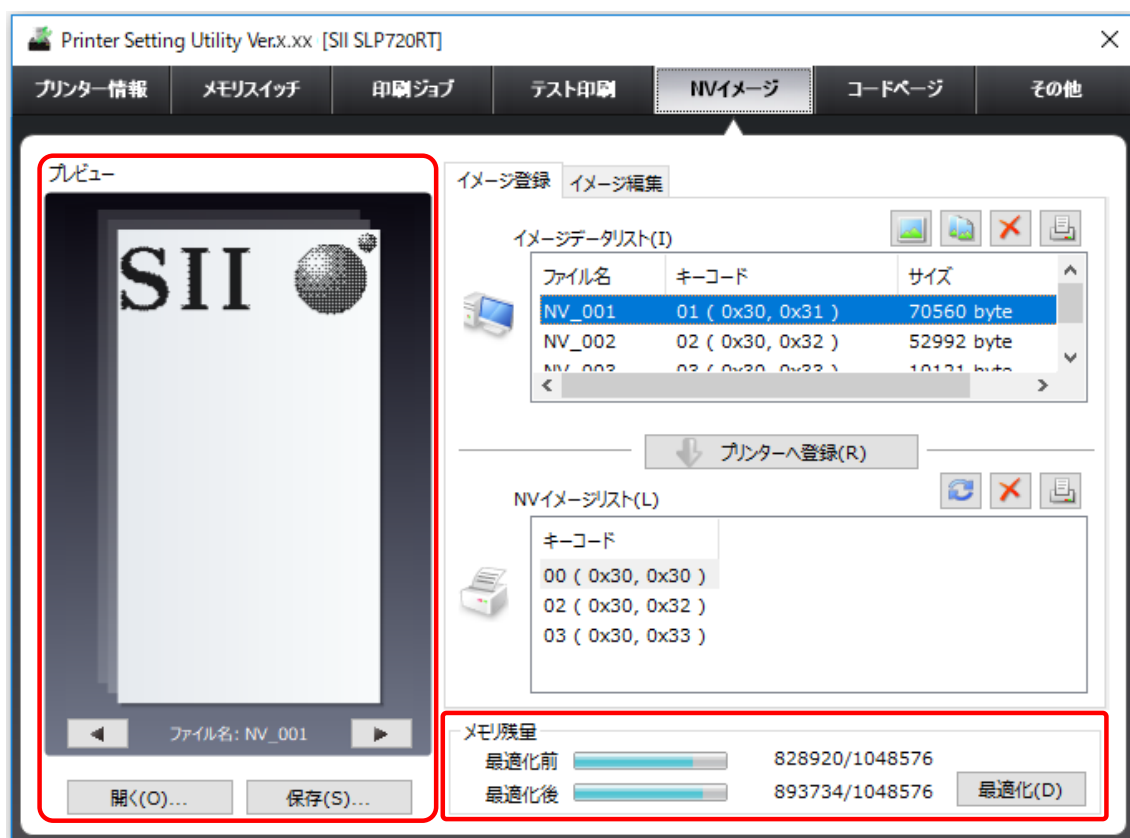 Printer Setting Utility Ver.x.xx [SII SLP720RT]
プリンター情報 メモリスイッチ 印刷ジョブ テスト印刷 NVイメージ コードページ その他
プレビュー
SII
ファイル名: NV_001
開く(O)... 保存(S)...
イメージ登録 イメージ編集
イメージデータリスト(I)
ファイル名 キーコード サイズ
NV_001 01 ( 0x30, 0x31 ) 70560 byte
NV_002 02 ( 0x30, 0x32 ) 52992 byte
NV_003 03 ( 0x30, 0x33 ) 10121 byte
プリンターへ登録(R)
NVイメージリスト(L)
キーコード
00 ( 0x30, 0x30 )
02 ( 0x30, 0x32 )
03 ( 0x30, 0x33 )
メモリ残量
最適化前 828920/1048576
最適化後 893734/1048576 最適化(D)